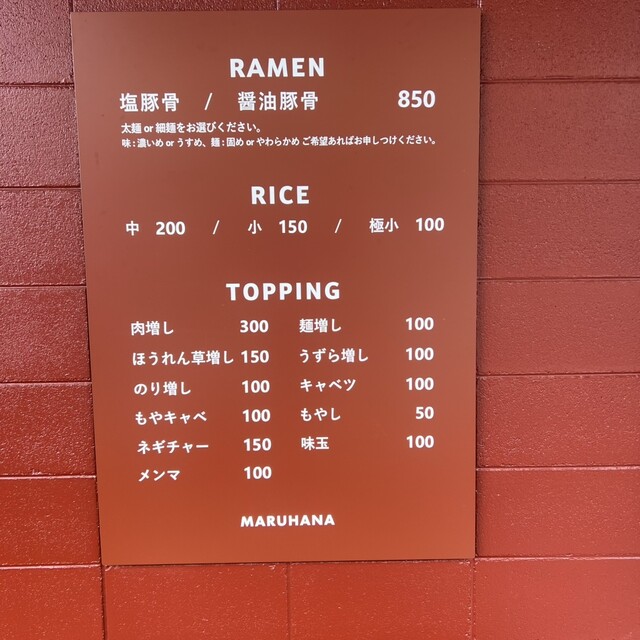 RAMEN
塩豚骨 / 醤油豚骨 850
太麺 or 細麺をお選びください。
味 : 濃いめ or うすめ、麺 : 固め or やわらかめ ご希望あればお申しつけください。
RICE
中 200 / 小 150 / 極小 100
TOPPING
肉増し 300 麺増し 100
ほうれん草増し 150 うずら増し 100
のり増し 100 キャベツ 100
もやキャベ 100 もやし 50
ネギチャー 150 味玉 100
メンマ 100
MARUHANA